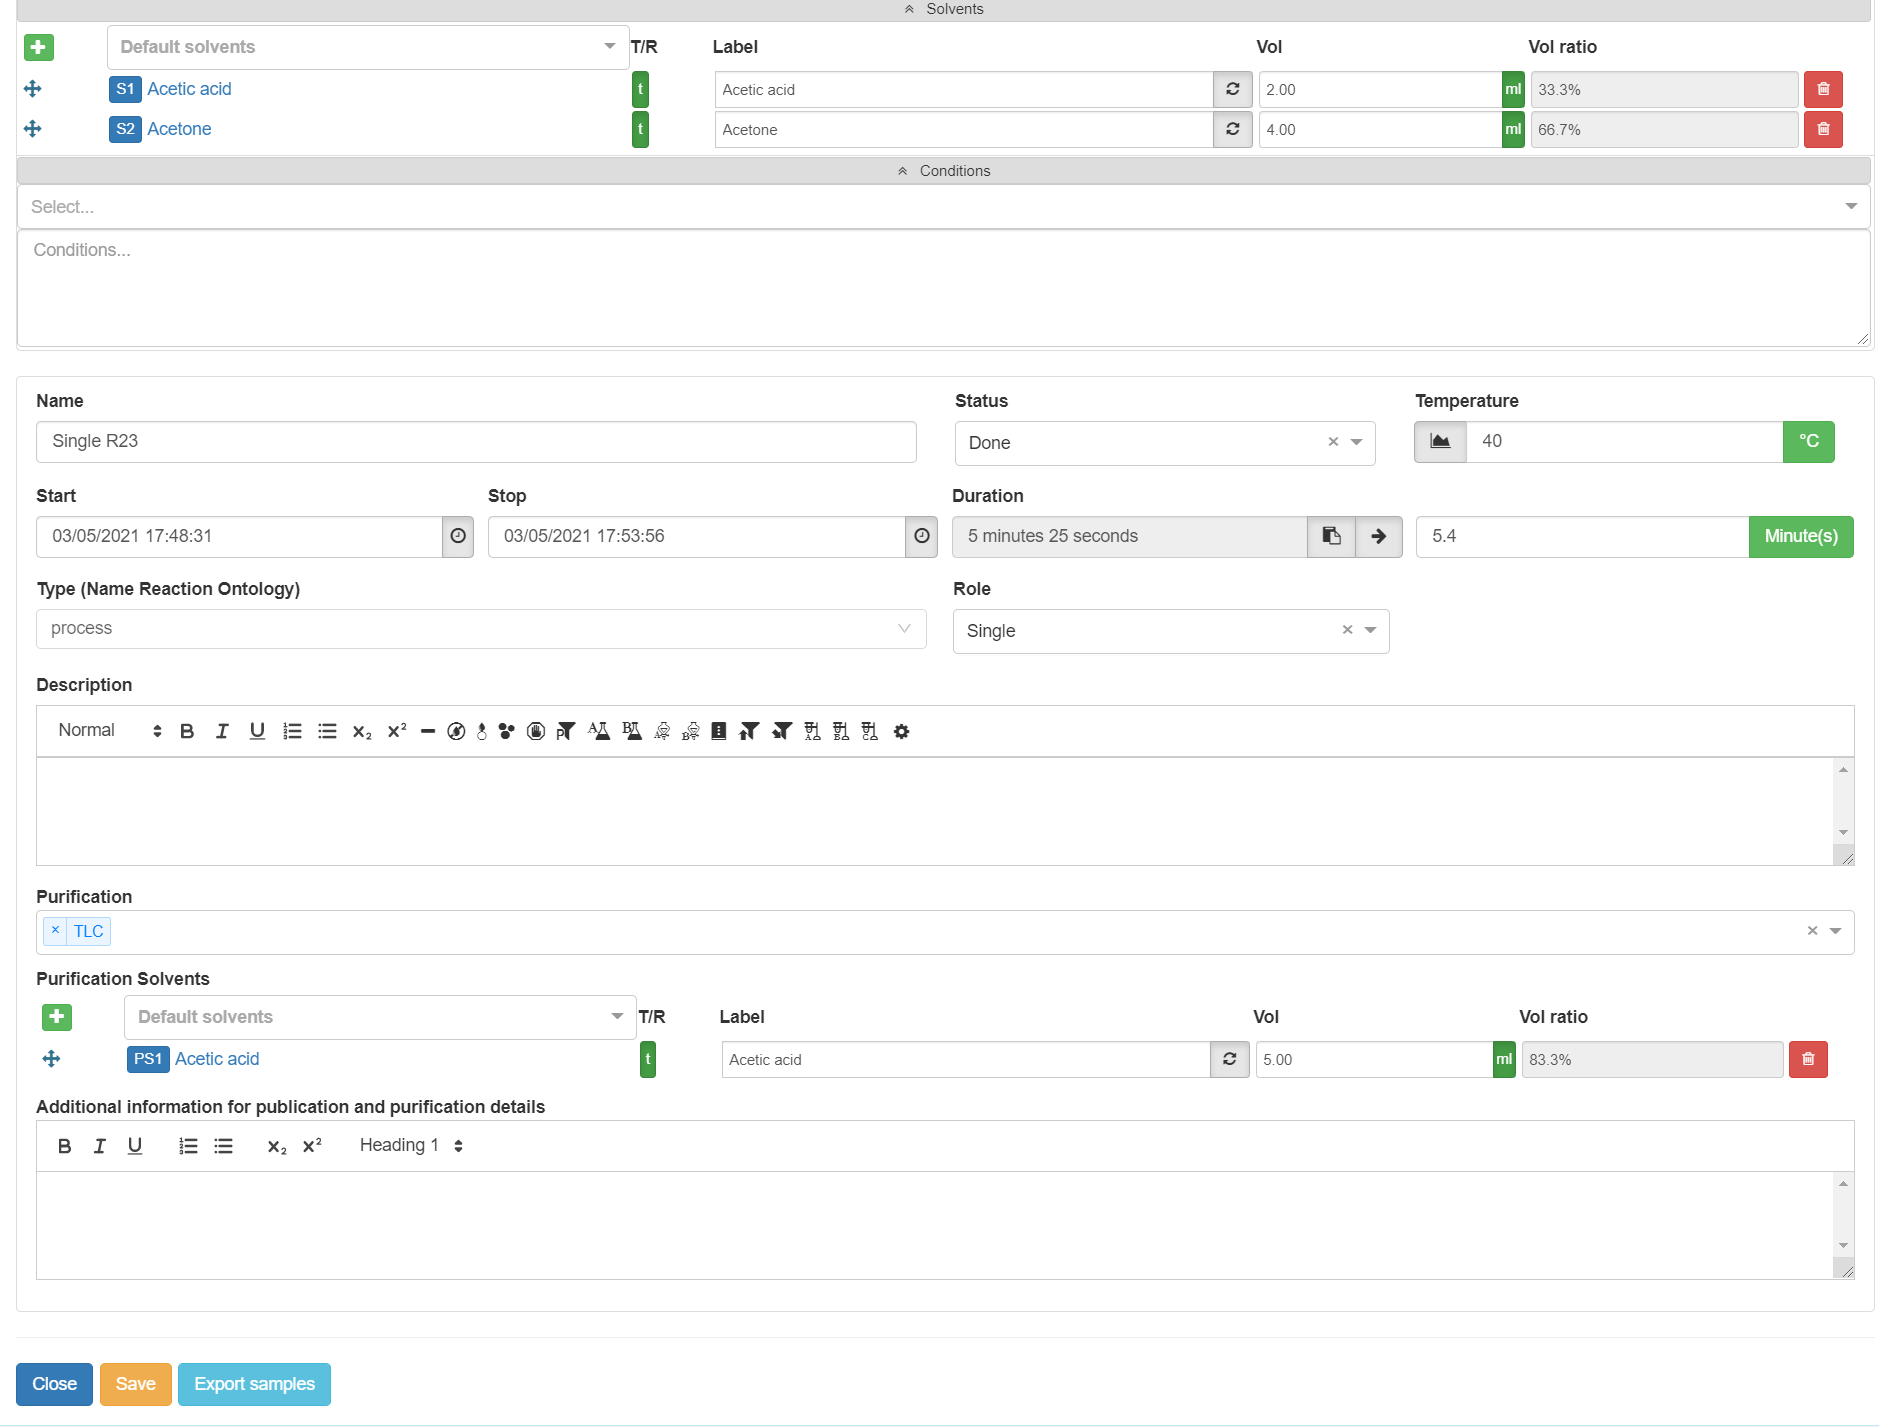 Solvents
Default solvents T/R Label Vol Vol ratio
S1 Acetic acid t Acetic acid 2.00 ml 33.3%
S2 Acetone t Acetone 4.00 ml 66.7%
Conditions
Select...
Conditions...
Name Status Temperature
Single R23 Done × 40 °C
Start Stop Duration
03/05/2021 17:48:31 03/05/2021 17:53:56 5 minutes 25 seconds 5.4 Minute(s)
Type (Name Reaction Ontology) Role
process Single ×
Description
Normal B I U x₂ x² P A B A B A B C
Purification
× TLC ×
Purification Solvents
Default solvents T/R Label Vol Vol ratio
PS1 Acetic acid t Acetic acid 5.00 ml 83.3%
Additional information for publication and purification details
B I U x₂ x² Heading 1
Close Save Export samples